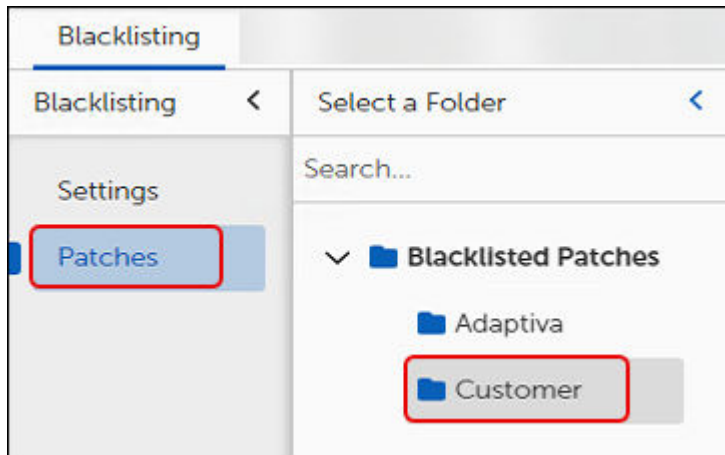 Blacklisting
Blacklisting
Select a Folder
Search...
Settings
Patches
Blacklisted Patches
Adaptiva
Customer